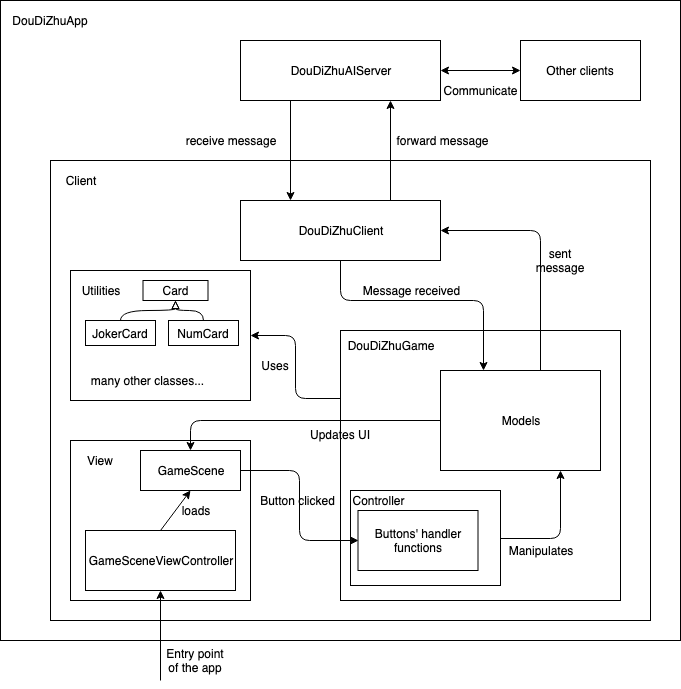 DouDiZhuApp
DouDiZhuAIServer
Other clients
Communicate
receive message
forward message
Client
DouDiZhuClient
sent
message
Utilities
Card
JokerCard
NumCard
many other classes...
Message received
Uses
DouDiZhuGame
Models
Updates UI
View
GameScene
loads
GameSceneViewController
Button clicked
Controller
Buttons' handler
functions
Manipulates
Entry point
of the app